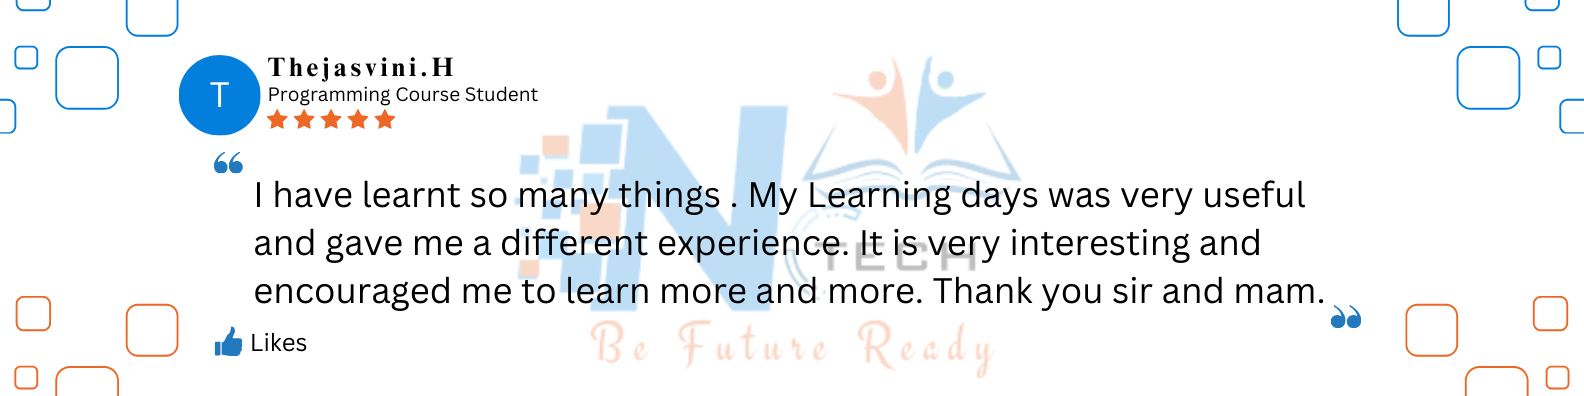 T
Thejasvini.H
Programming Course Student
“
I have learnt so many things . My Learning days was very useful
and gave me a different experience. It is very interesting and
encouraged me to learn more and more. Thank you sir and mam.
”
Likes
N
TECH
Be Future Ready